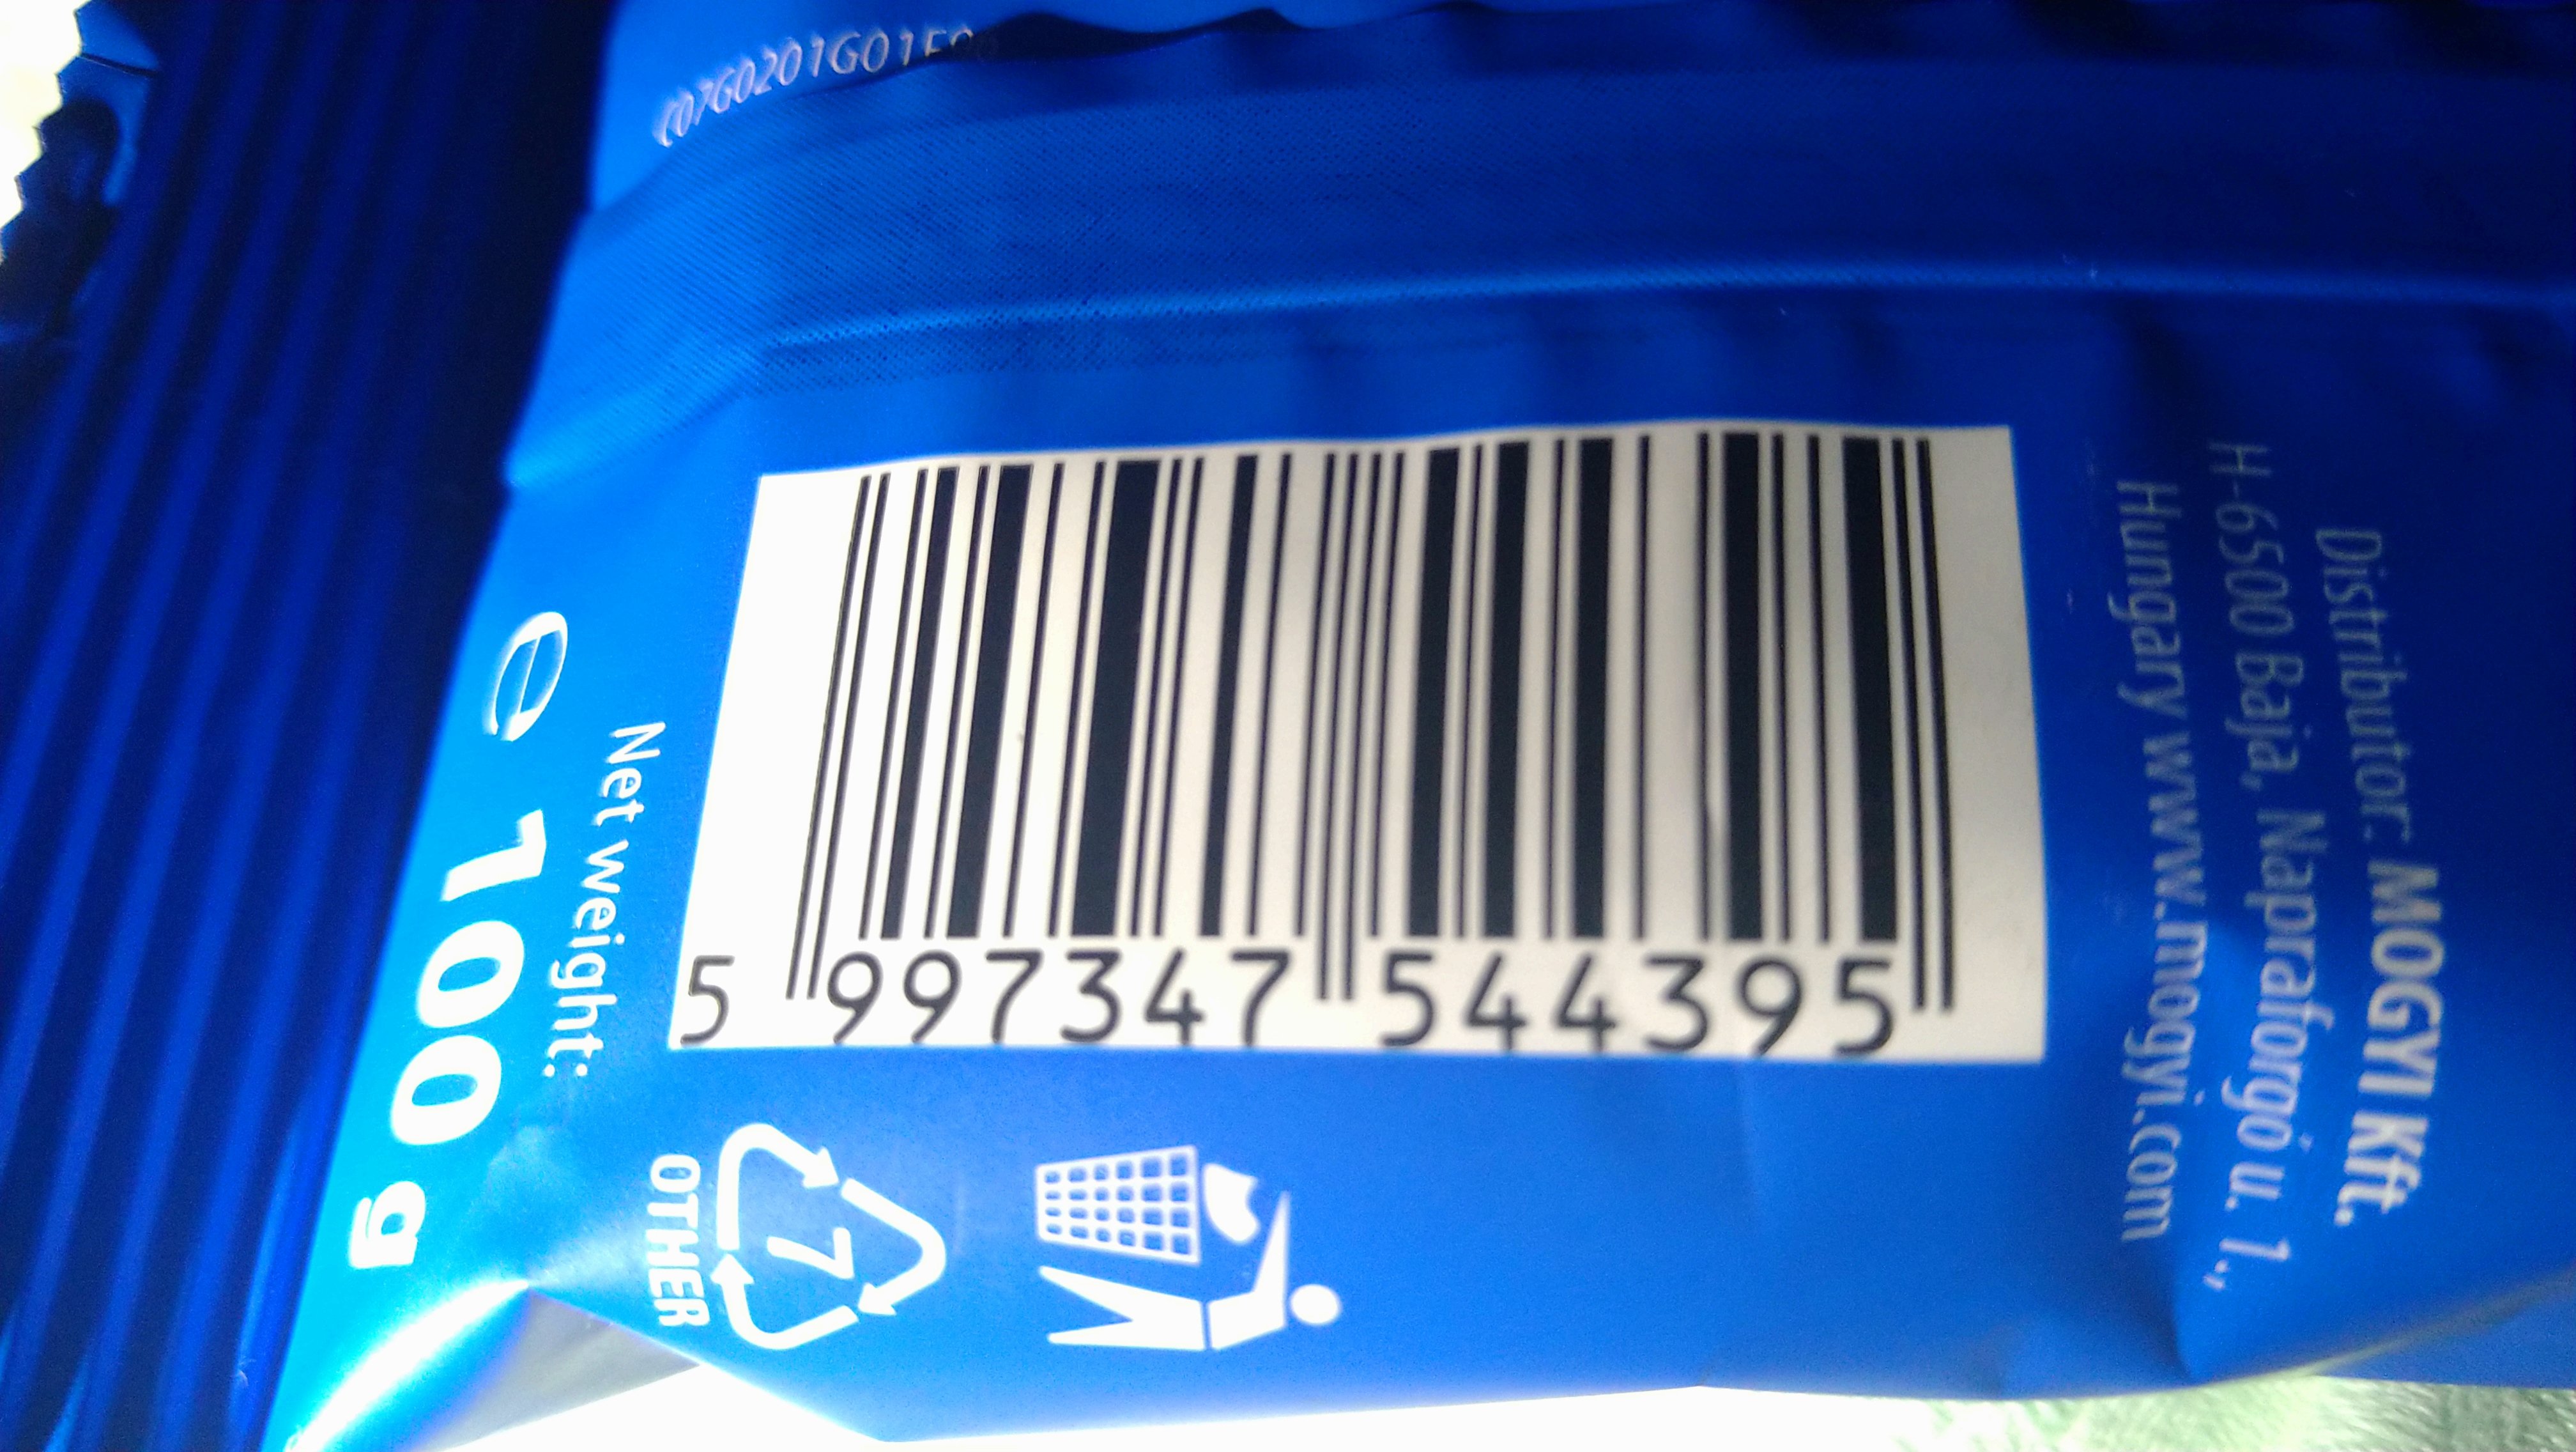 Distributor: MOGYI Kft.
H-6500 Baja, Napraforgó u. 1.,
Hungary www.mogyi.com
5 997347 544395
7
OTHER
Net weight:
e 100 g